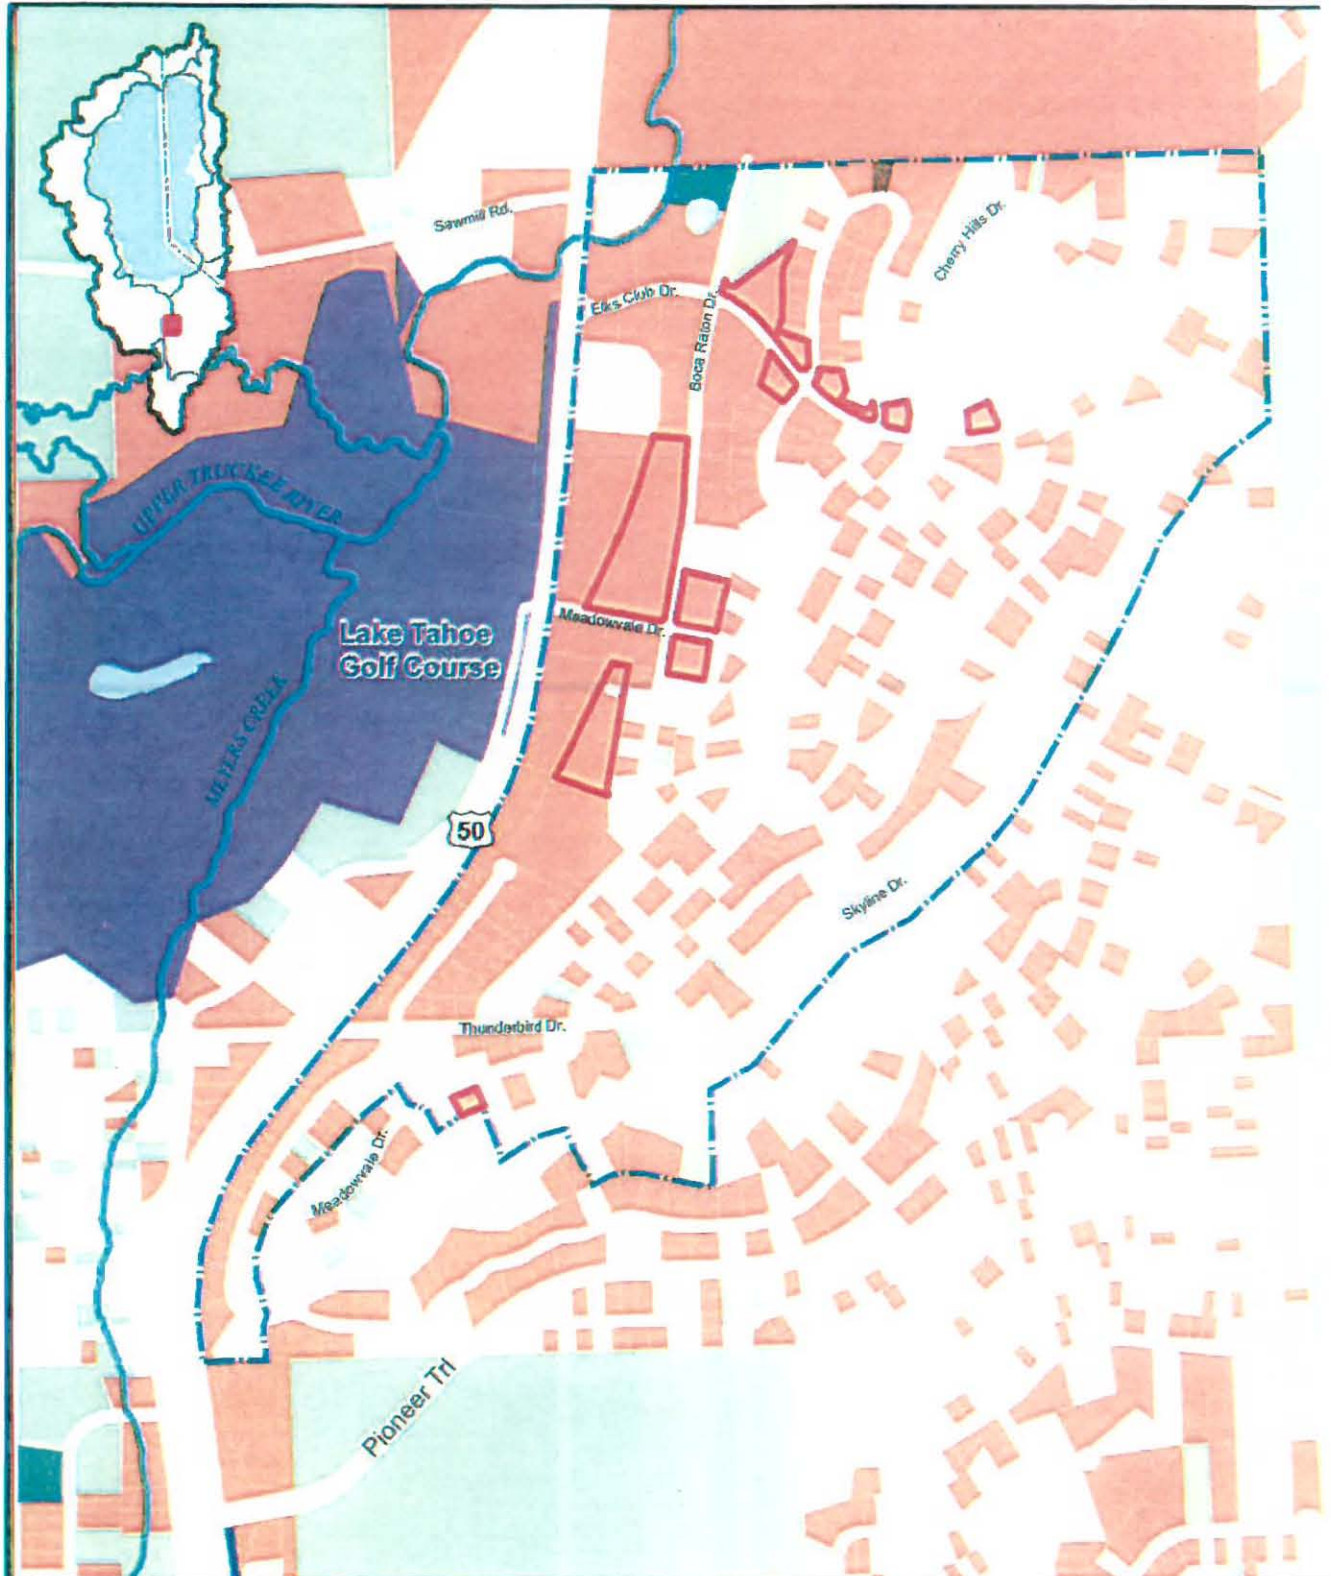 Sawmill Rd.
Cherry Hills Dr.
Elks Club Dr.
Boca Raton Dr.
UPPER TRUCKEE RIVER
Meadowvale Dr.
Lake Tahoe
Golf Course
MEYERS CREEK
50
Skyline Dr.
Thunderbird Dr.
Meadowvale Dr.
Pioneer Trl